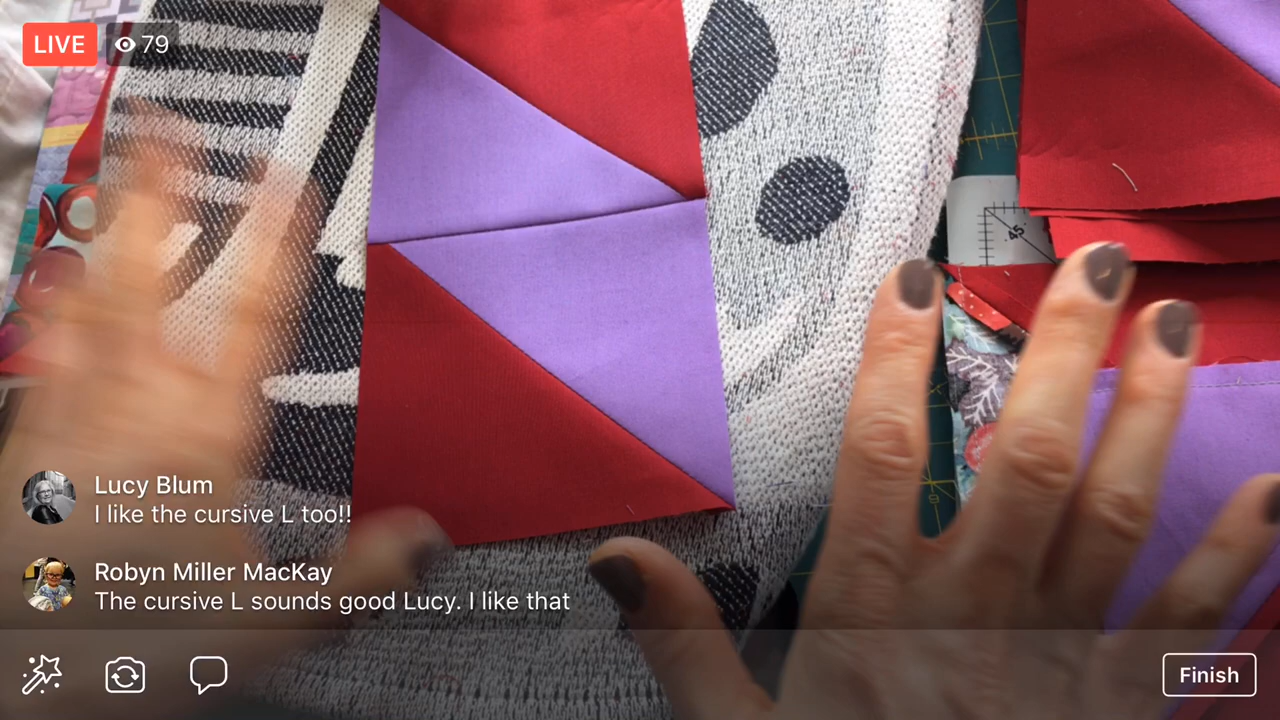 LIVE 79
45
Lucy Blum
I like the cursive L too!!
Robyn Miller MacKay
The cursive L sounds good Lucy. I like that
Finish